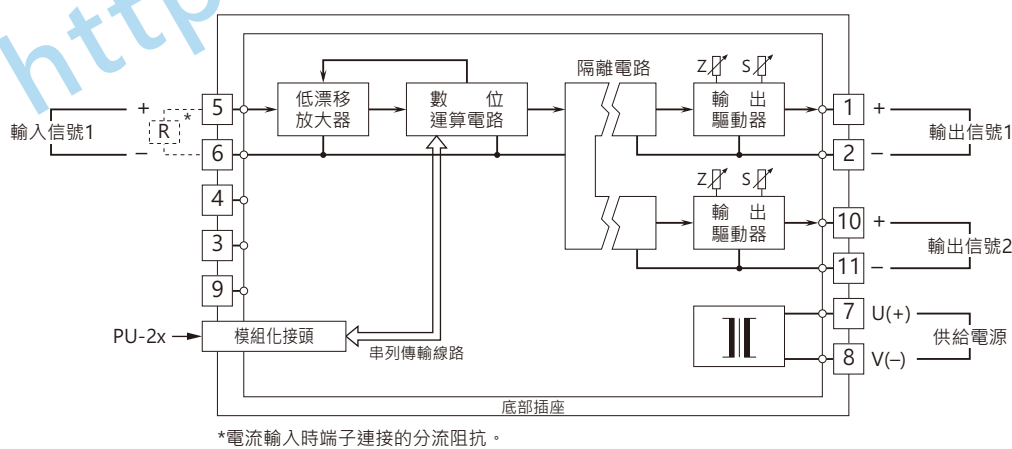 http
輸入信號1
+
−
R
*
5
6
4
3
9
低漂移
放大器
數 位
運算電路
隔離電路
Z S
輸 出
驅動器
1 +
2 −
輸出信號1
Z S
輸 出
驅動器
10 +
11 −
輸出信號2
7 U(+)
8 V(−)
供給電源
PU-2x
模組化接頭
串列傳輸線路
底部插座
*電流輸入時端子連接的分流阻抗。